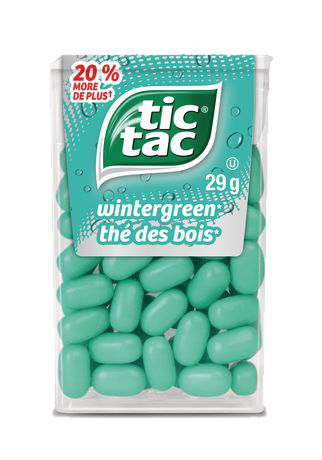 20 %
MORE
DE PLUS†
tic®
tac
U
29 g
wintergreen*
thé des bois*